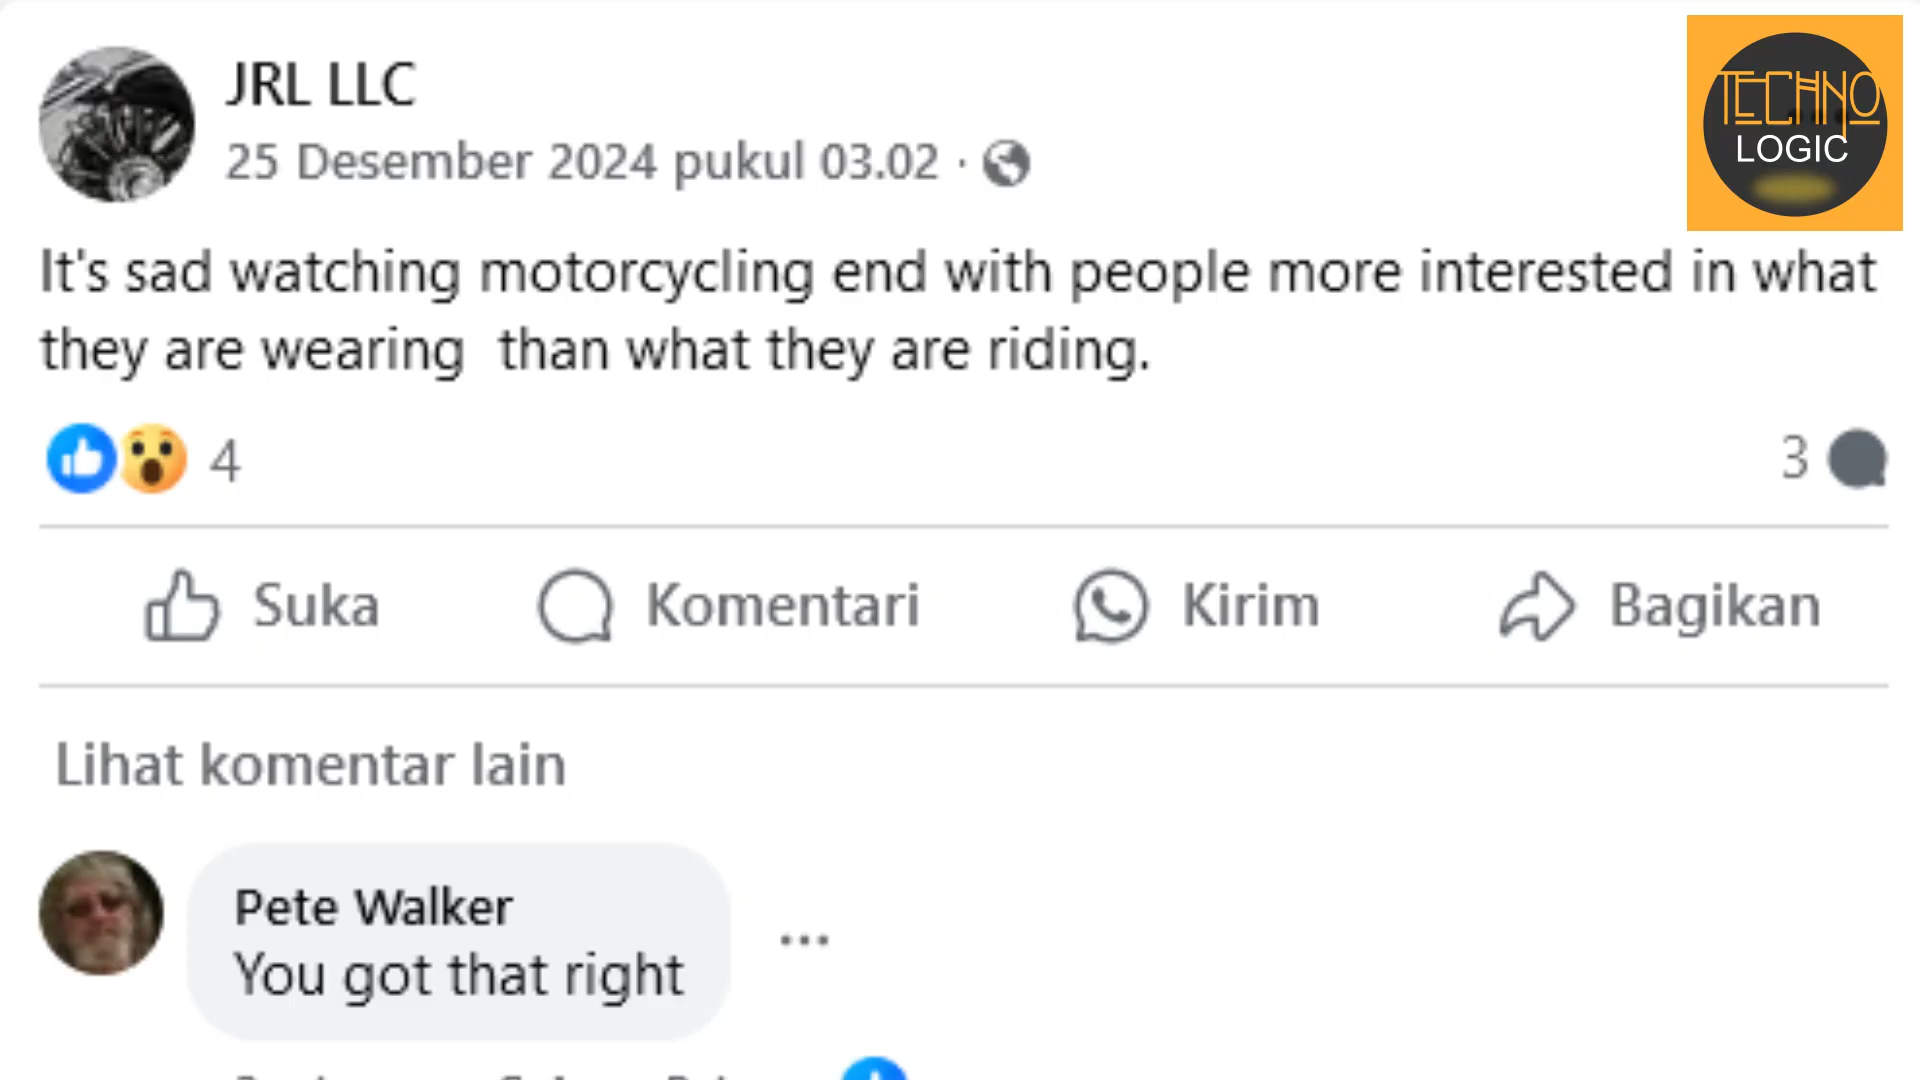 JRL LLC
25 Desember 2024 pukul 03.02 ·
TECHNO
LOGIC
It's sad watching motorcycling end with people more interested in what
they are wearing  than what they are riding.
4
3
Suka
Komentari
Kirim
Bagikan
Lihat komentar lain
Pete Walker
You got that right